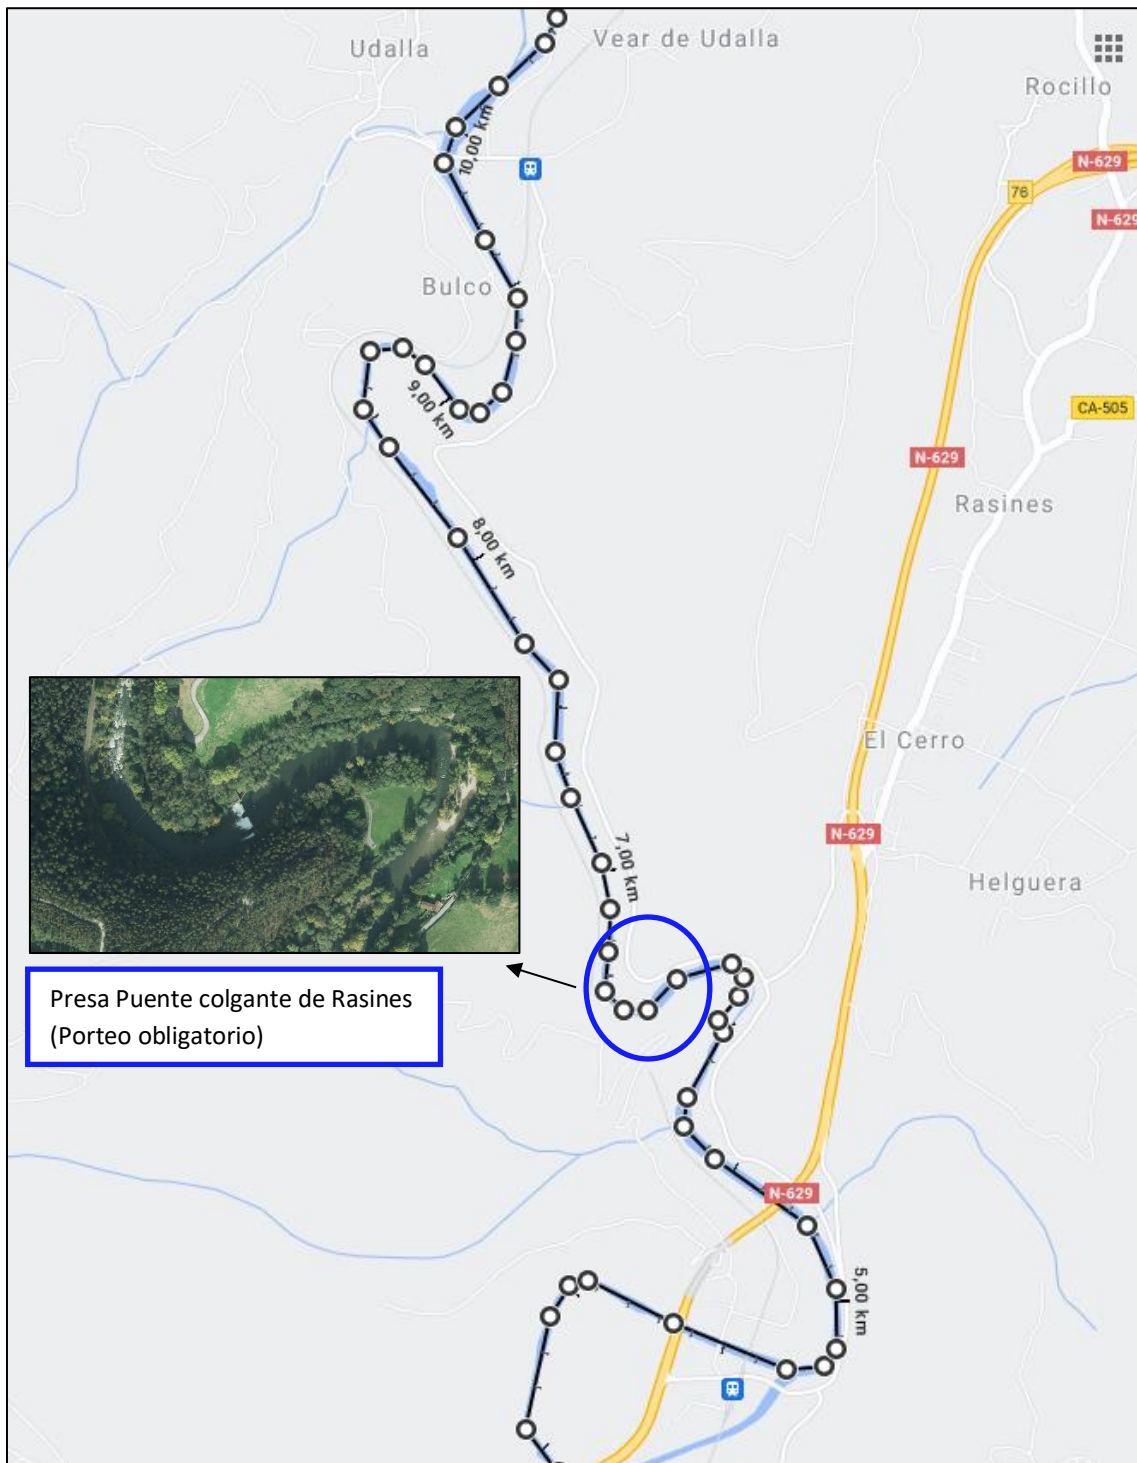 Udalla
Vear de Udalla
Rocillo
10,00 km
N-629
76
N-629
Bulco
9,00 km
CA-505
N-629
Rasines
8,00 km
El Cerro
N-629
7,00 km
Helguera
Presa Puente colgante de Rasines
(Porteo obligatorio)
N-629
5,00 km